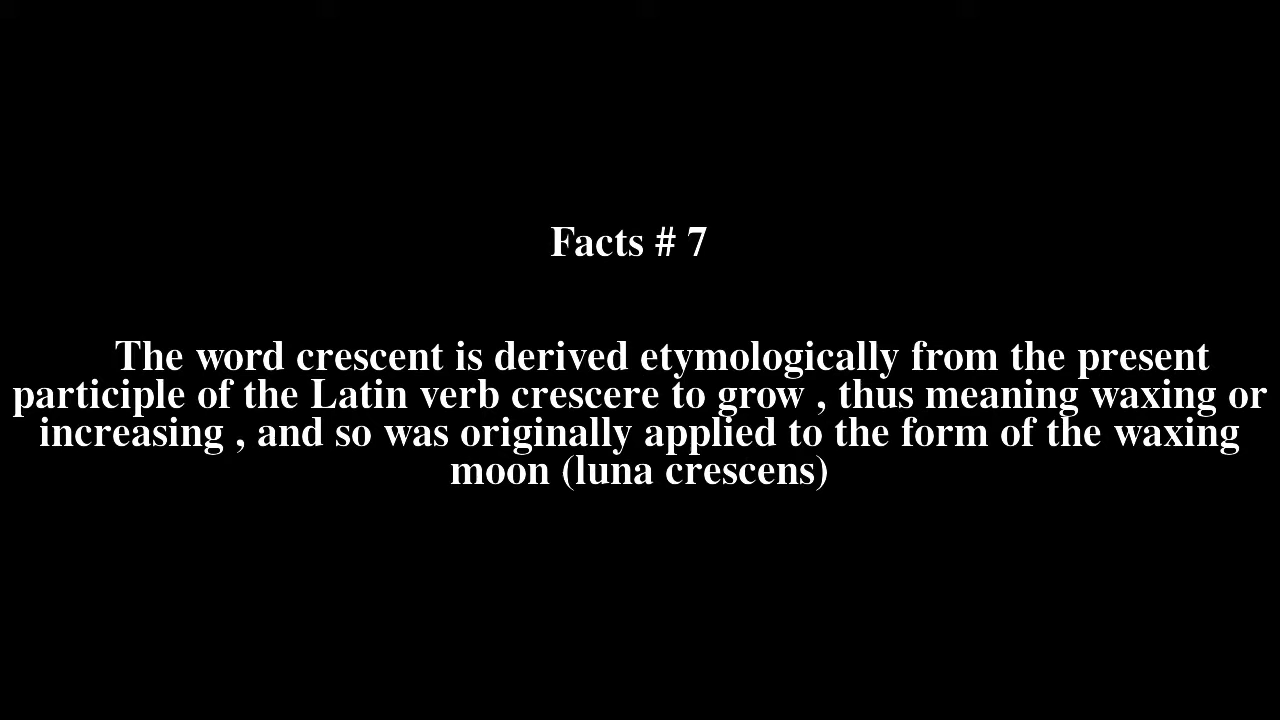 Facts # 7
The word crescent is derived etymologically from the present
participle of the Latin verb crescere to grow , thus meaning waxing or
increasing , and so was originally applied to the form of the waxing
moon (luna crescens)